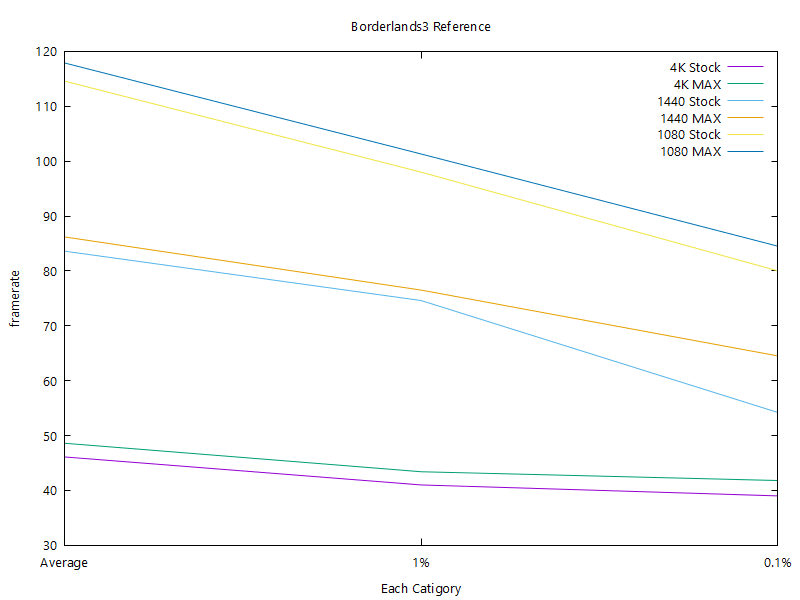 Borderlands3 Reference
120
110
100
90
80
70
60
50
40
30
framerate
4K Stock
4K MAX
1440 Stock
1440 MAX
1080 Stock
1080 MAX
Average 1% 0.1%
Each Catigory